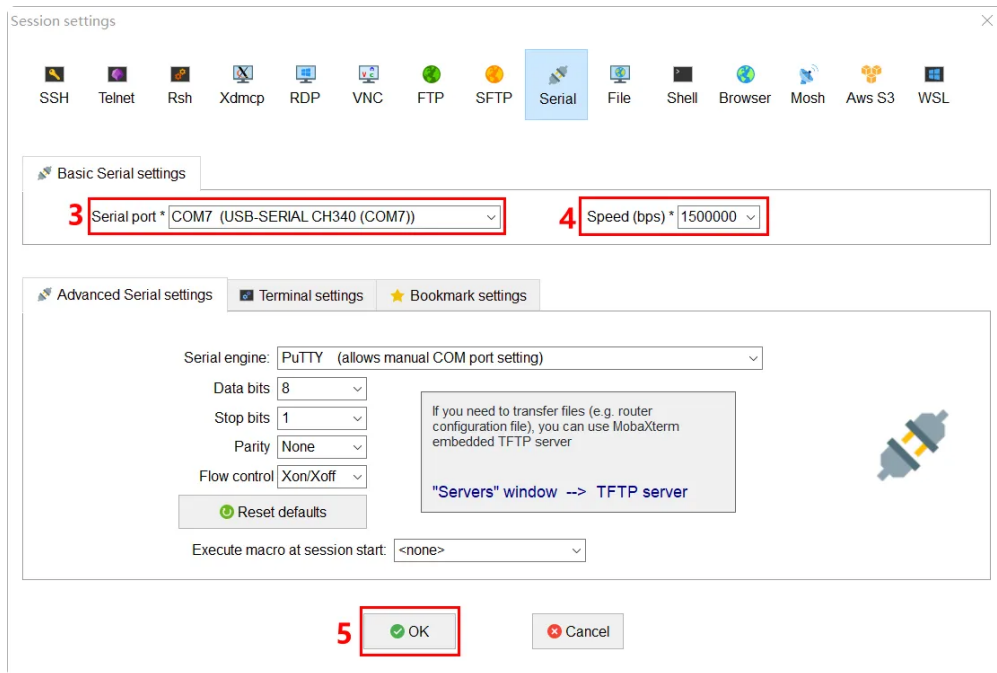 Session settings
SSH Telnet Rsh Xdmcp RDP VNC FTP SFTP Serial File Shell Browser Mosh Aws S3 WSL
Basic Serial settings
3 Serial port * COM7 (USB-SERIAL CH340 (COM7)) 4 Speed (bps) * 1500000
Advanced Serial settings Terminal settings Bookmark settings
Serial engine: PuTTY (allows manual COM port setting)
Data bits 8
Stop bits 1
Parity None
Flow control Xon/Xoff
Reset defaults
If you need to transfer files (e.g. router
configuration file), you can use MobaXterm
embedded TFTP server
"Servers" window --> TFTP server
Execute macro at session start: <none>
5 OK Cancel